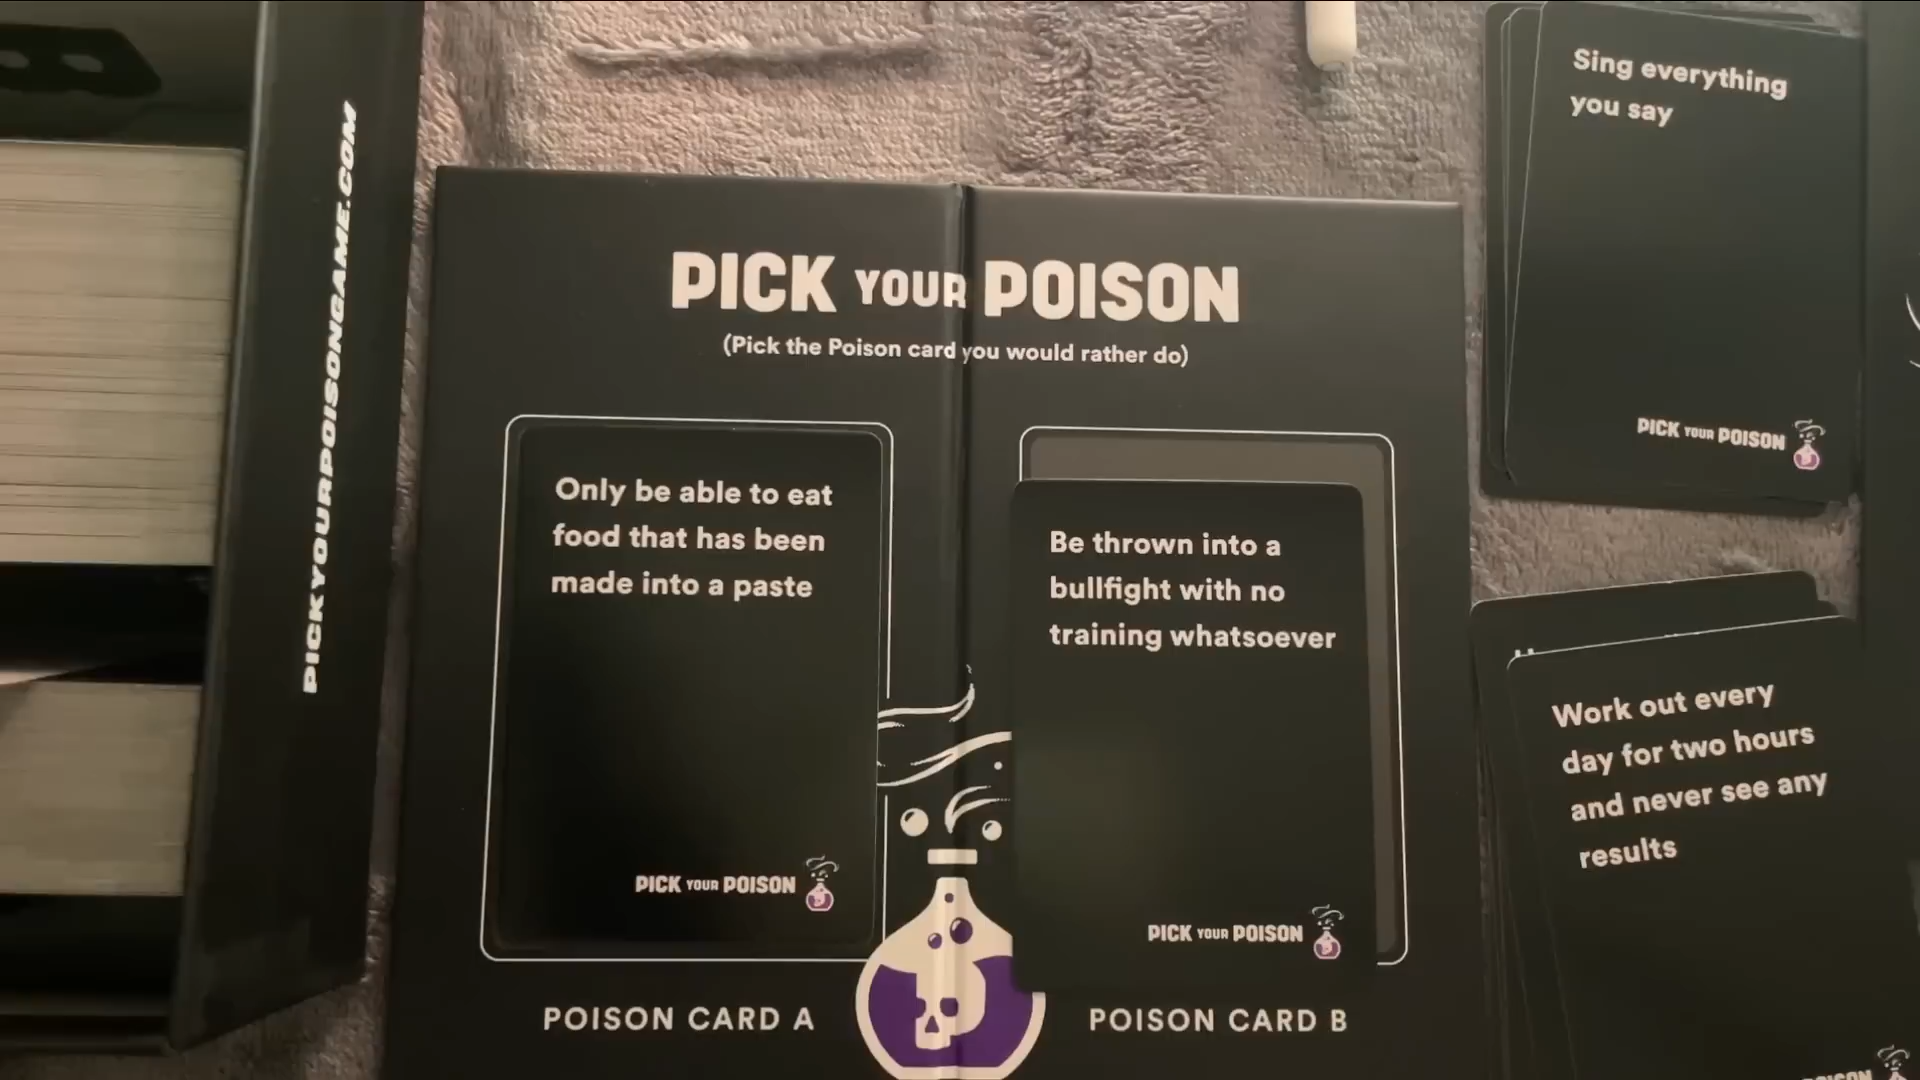 PICKYOURPOISONGAME.COM
PICK YOUR POISON
(Pick the Poison card you would rather do)
Only be able to eat
food that has been
made into a paste
PICK YOUR POISON
POISON CARD A
Be thrown into a
bullfight with no
training whatsoever
PICK YOUR POISON
POISON CARD B
Sing everything
you say
PICK YOUR POISON
Work out every
day for two hours
and never see any
results
POISON